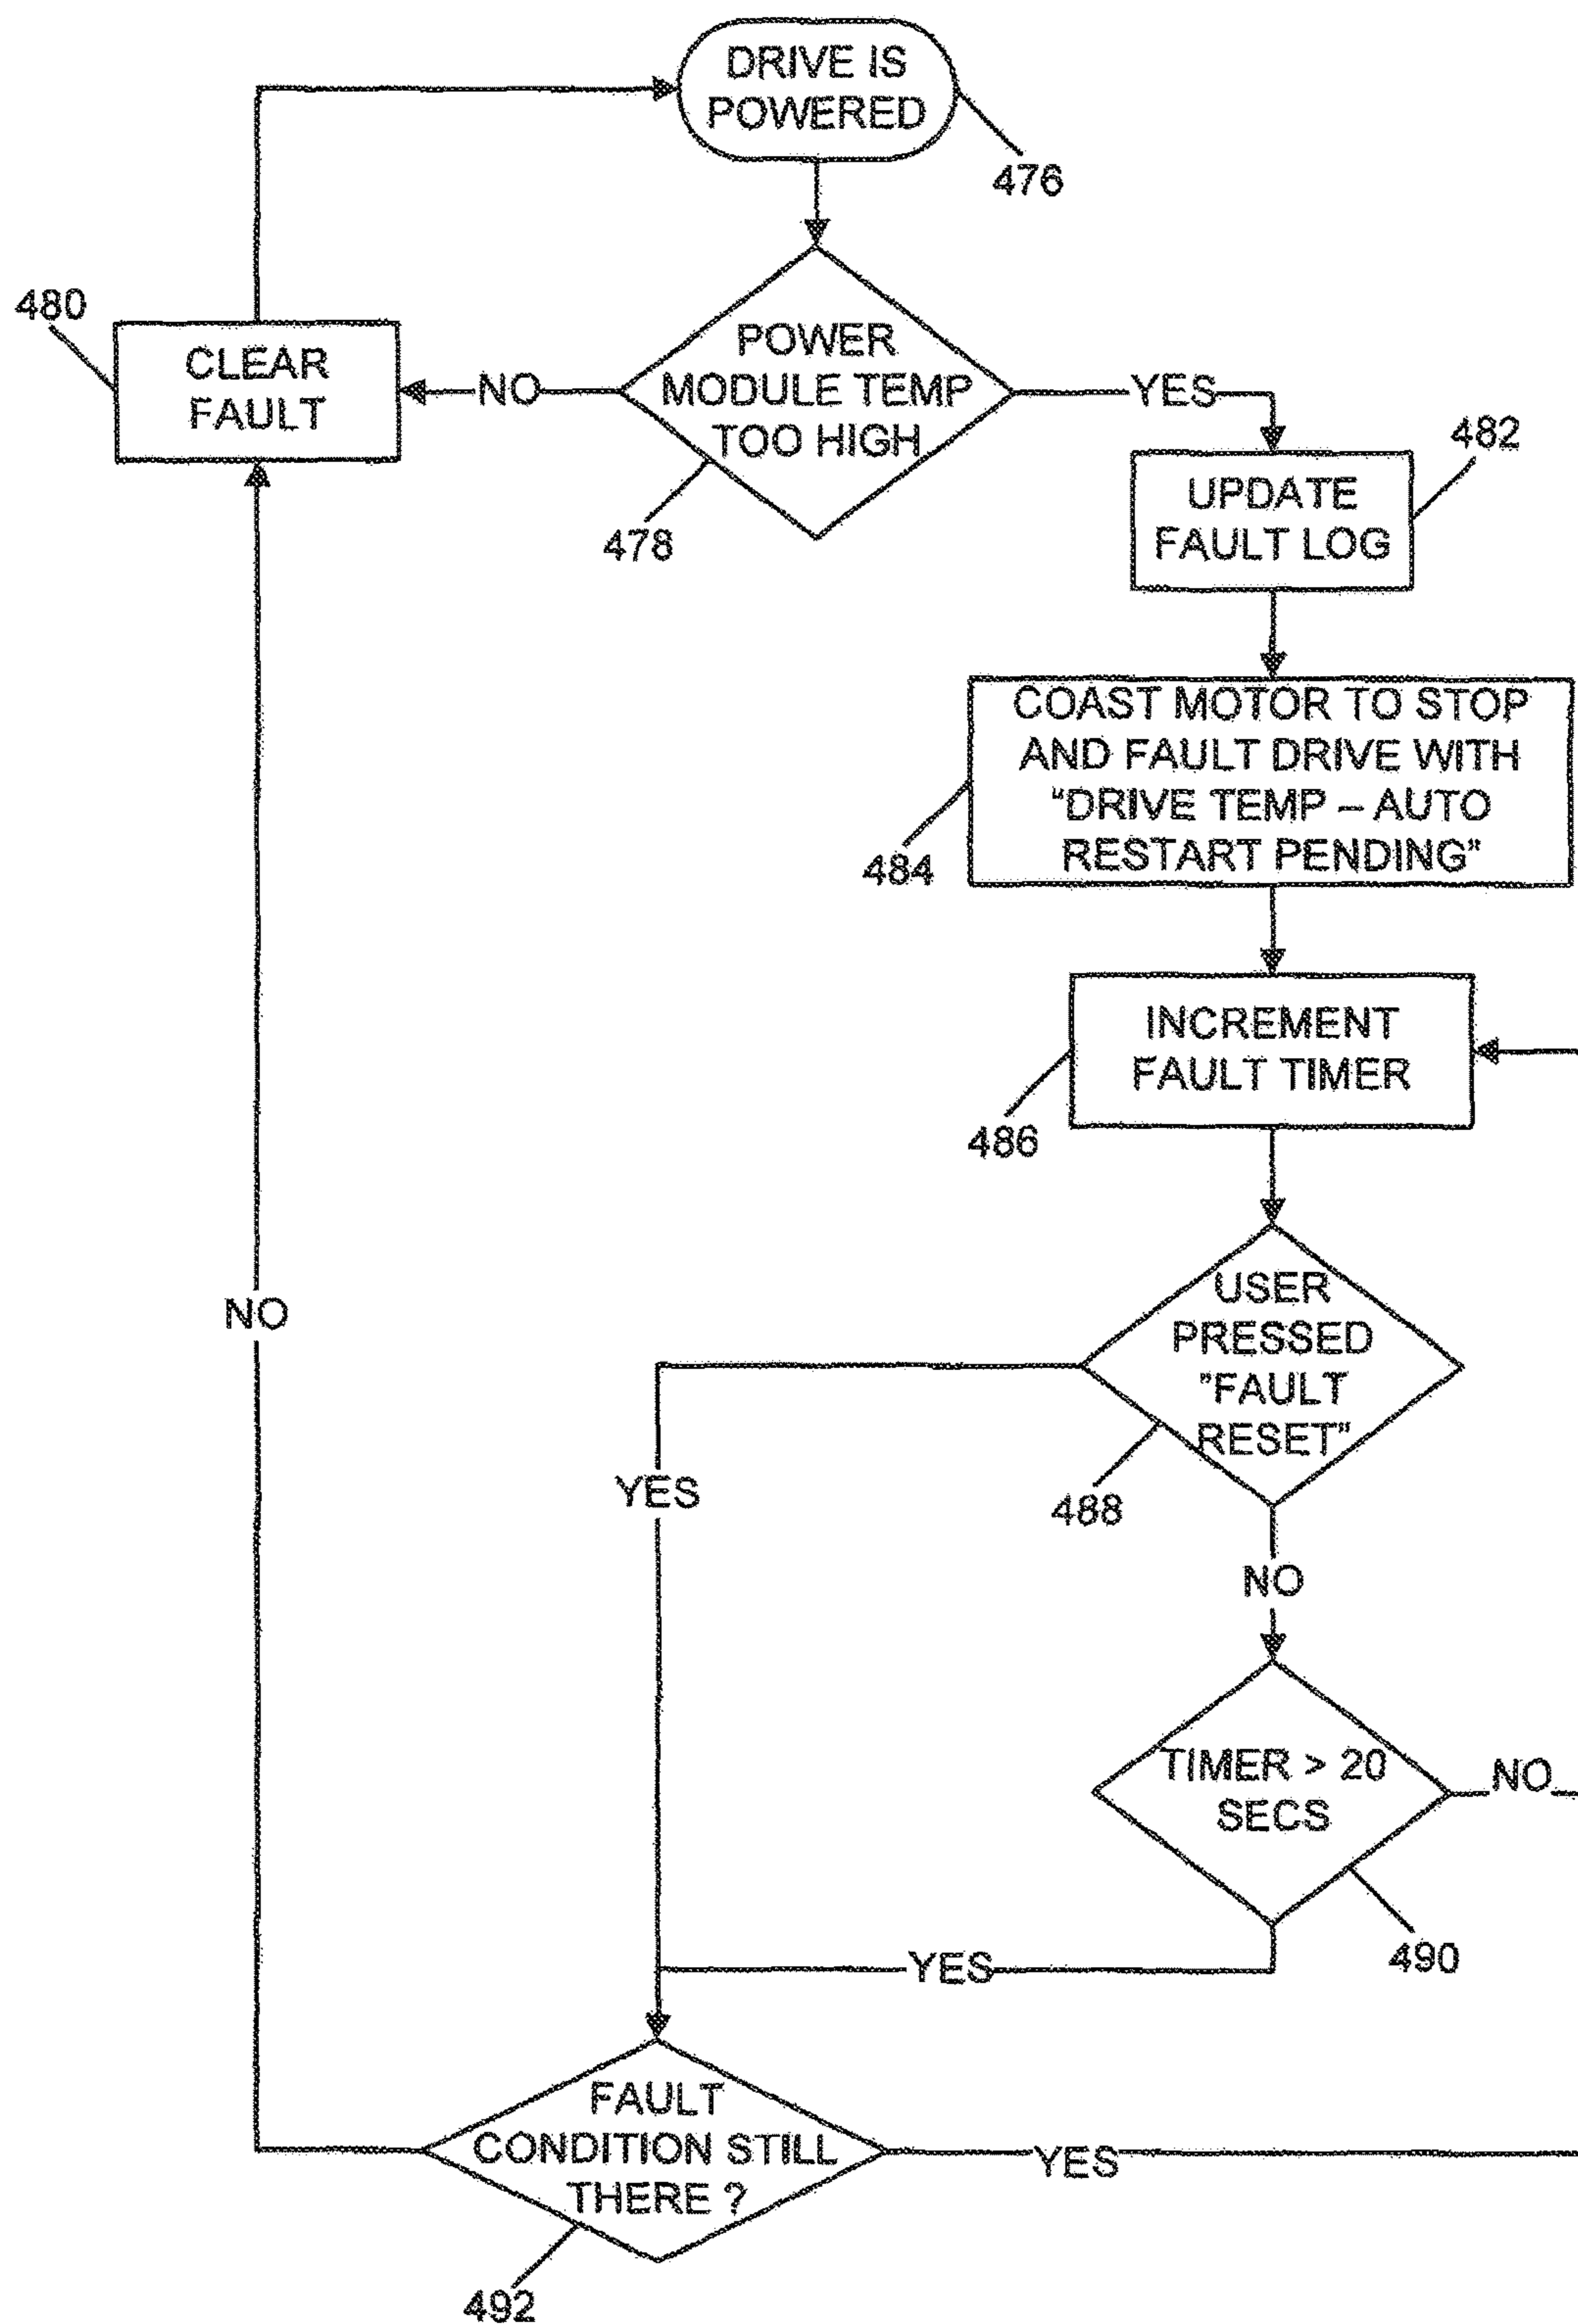 DRIVE IS
POWERED
476
480
CLEAR
FAULT
NO
POWER
MODULE TEMP
TOO HIGH
YES
478
482
UPDATE
FAULT LOG
COAST MOTOR TO STOP
AND FAULT DRIVE WITH
"DRIVE TEMP – AUTO
RESTART PENDING"
484
INCREMENT
FAULT TIMER
486
NO
USER
PRESSED
"FAULT
RESET"
YES
488
NO
TIMER > 20
SECS
NO
490
YES
FAULT
CONDITION STILL
THERE ?
YES
492